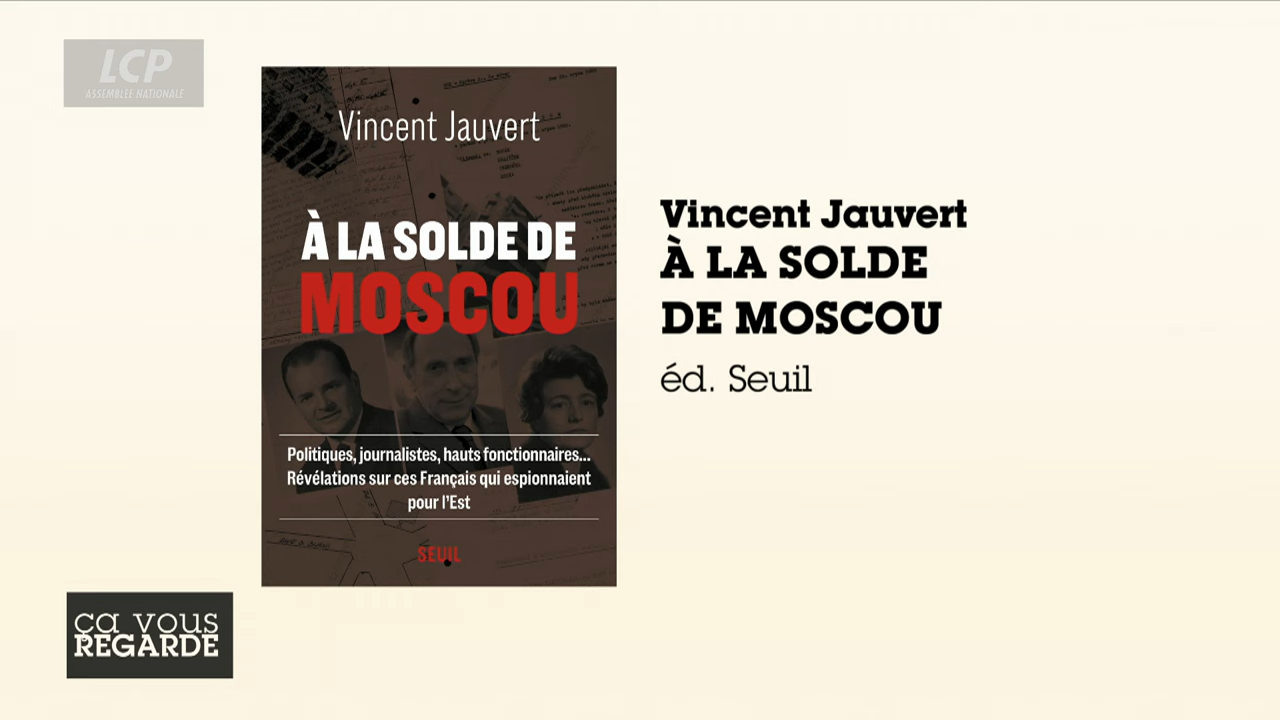 LCP
ASSEMBLÉE NATIONALE
Vincent Jauvert
À LA SOLDE DE
MOSCOU
Politiques, journalistes, hauts fonctionnaires...
Révélations sur ces Français qui espionnaient
pour l'Est
SEUIL
Vincent Jauvert
À LA SOLDE
DE MOSCOU
éd. Seuil
ça vous
REGARDE